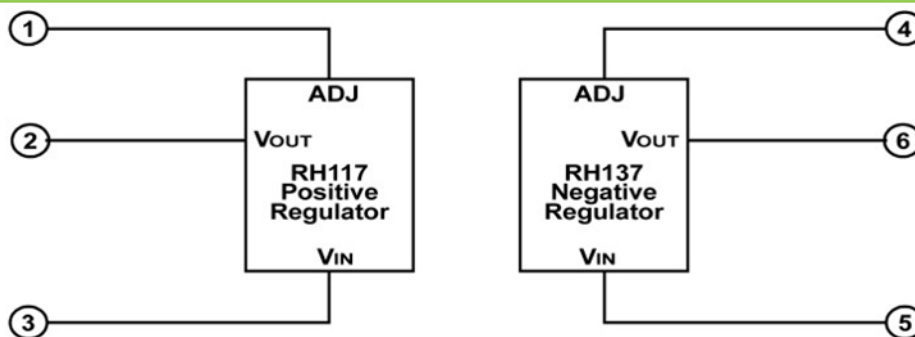 1
4
ADJ
ADJ
2
VOUT
VOUT
6
RH117
Positive
Regulator
RH137
Negative
Regulator
VIN
VIN
3
5